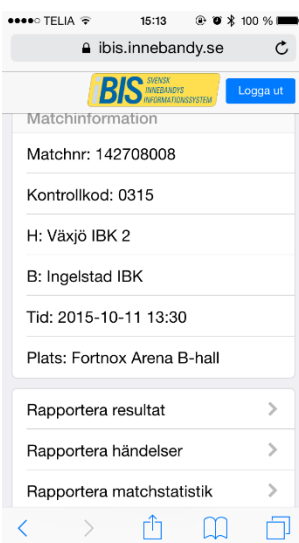 TELIA 15:13 100 %
ibis.innebandy.se
BIS SVENSK
INNEBANDYS
INFORMATIONSSYSTEM
Logga ut
Matchinformation
Matchnr: 142708008
Kontrollkod: 0315
H: Växjö IBK 2
B: Ingelstad IBK
Tid: 2015-10-11 13:30
Plats: Fortnox Arena B-hall
Rapportera resultat
Rapportera händelser
Rapportera matchstatistik